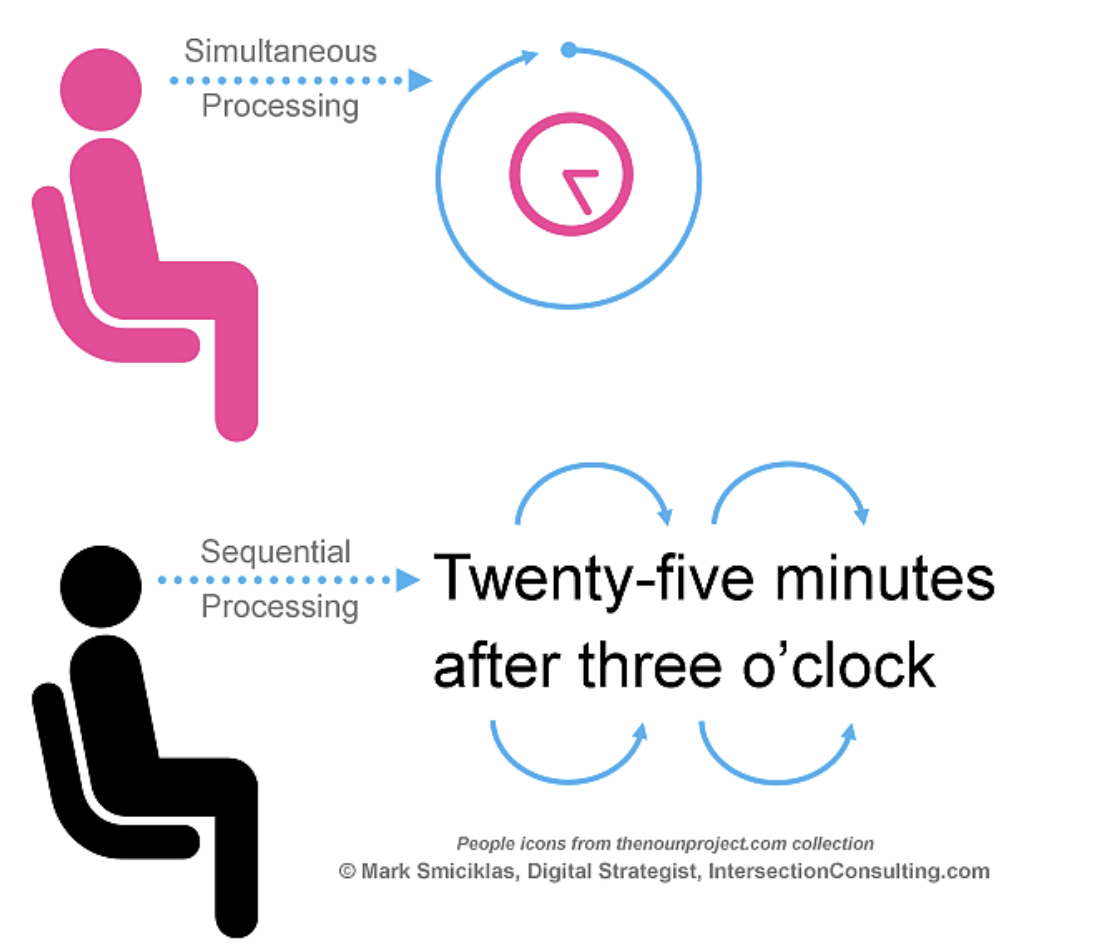 Simultaneous
Processing
Sequential
Processing
Twenty-five minutes
after three o’clock
People icons from thenounproject.com collection
© Mark Smiciklas, Digital Strategist, IntersectionConsulting.com